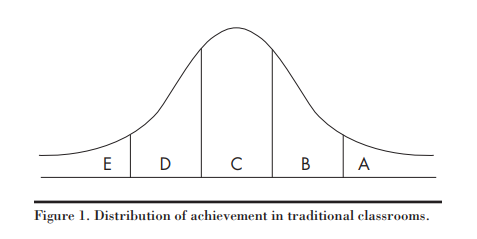 E D C B A
Figure 1. Distribution of achievement in traditional classrooms.